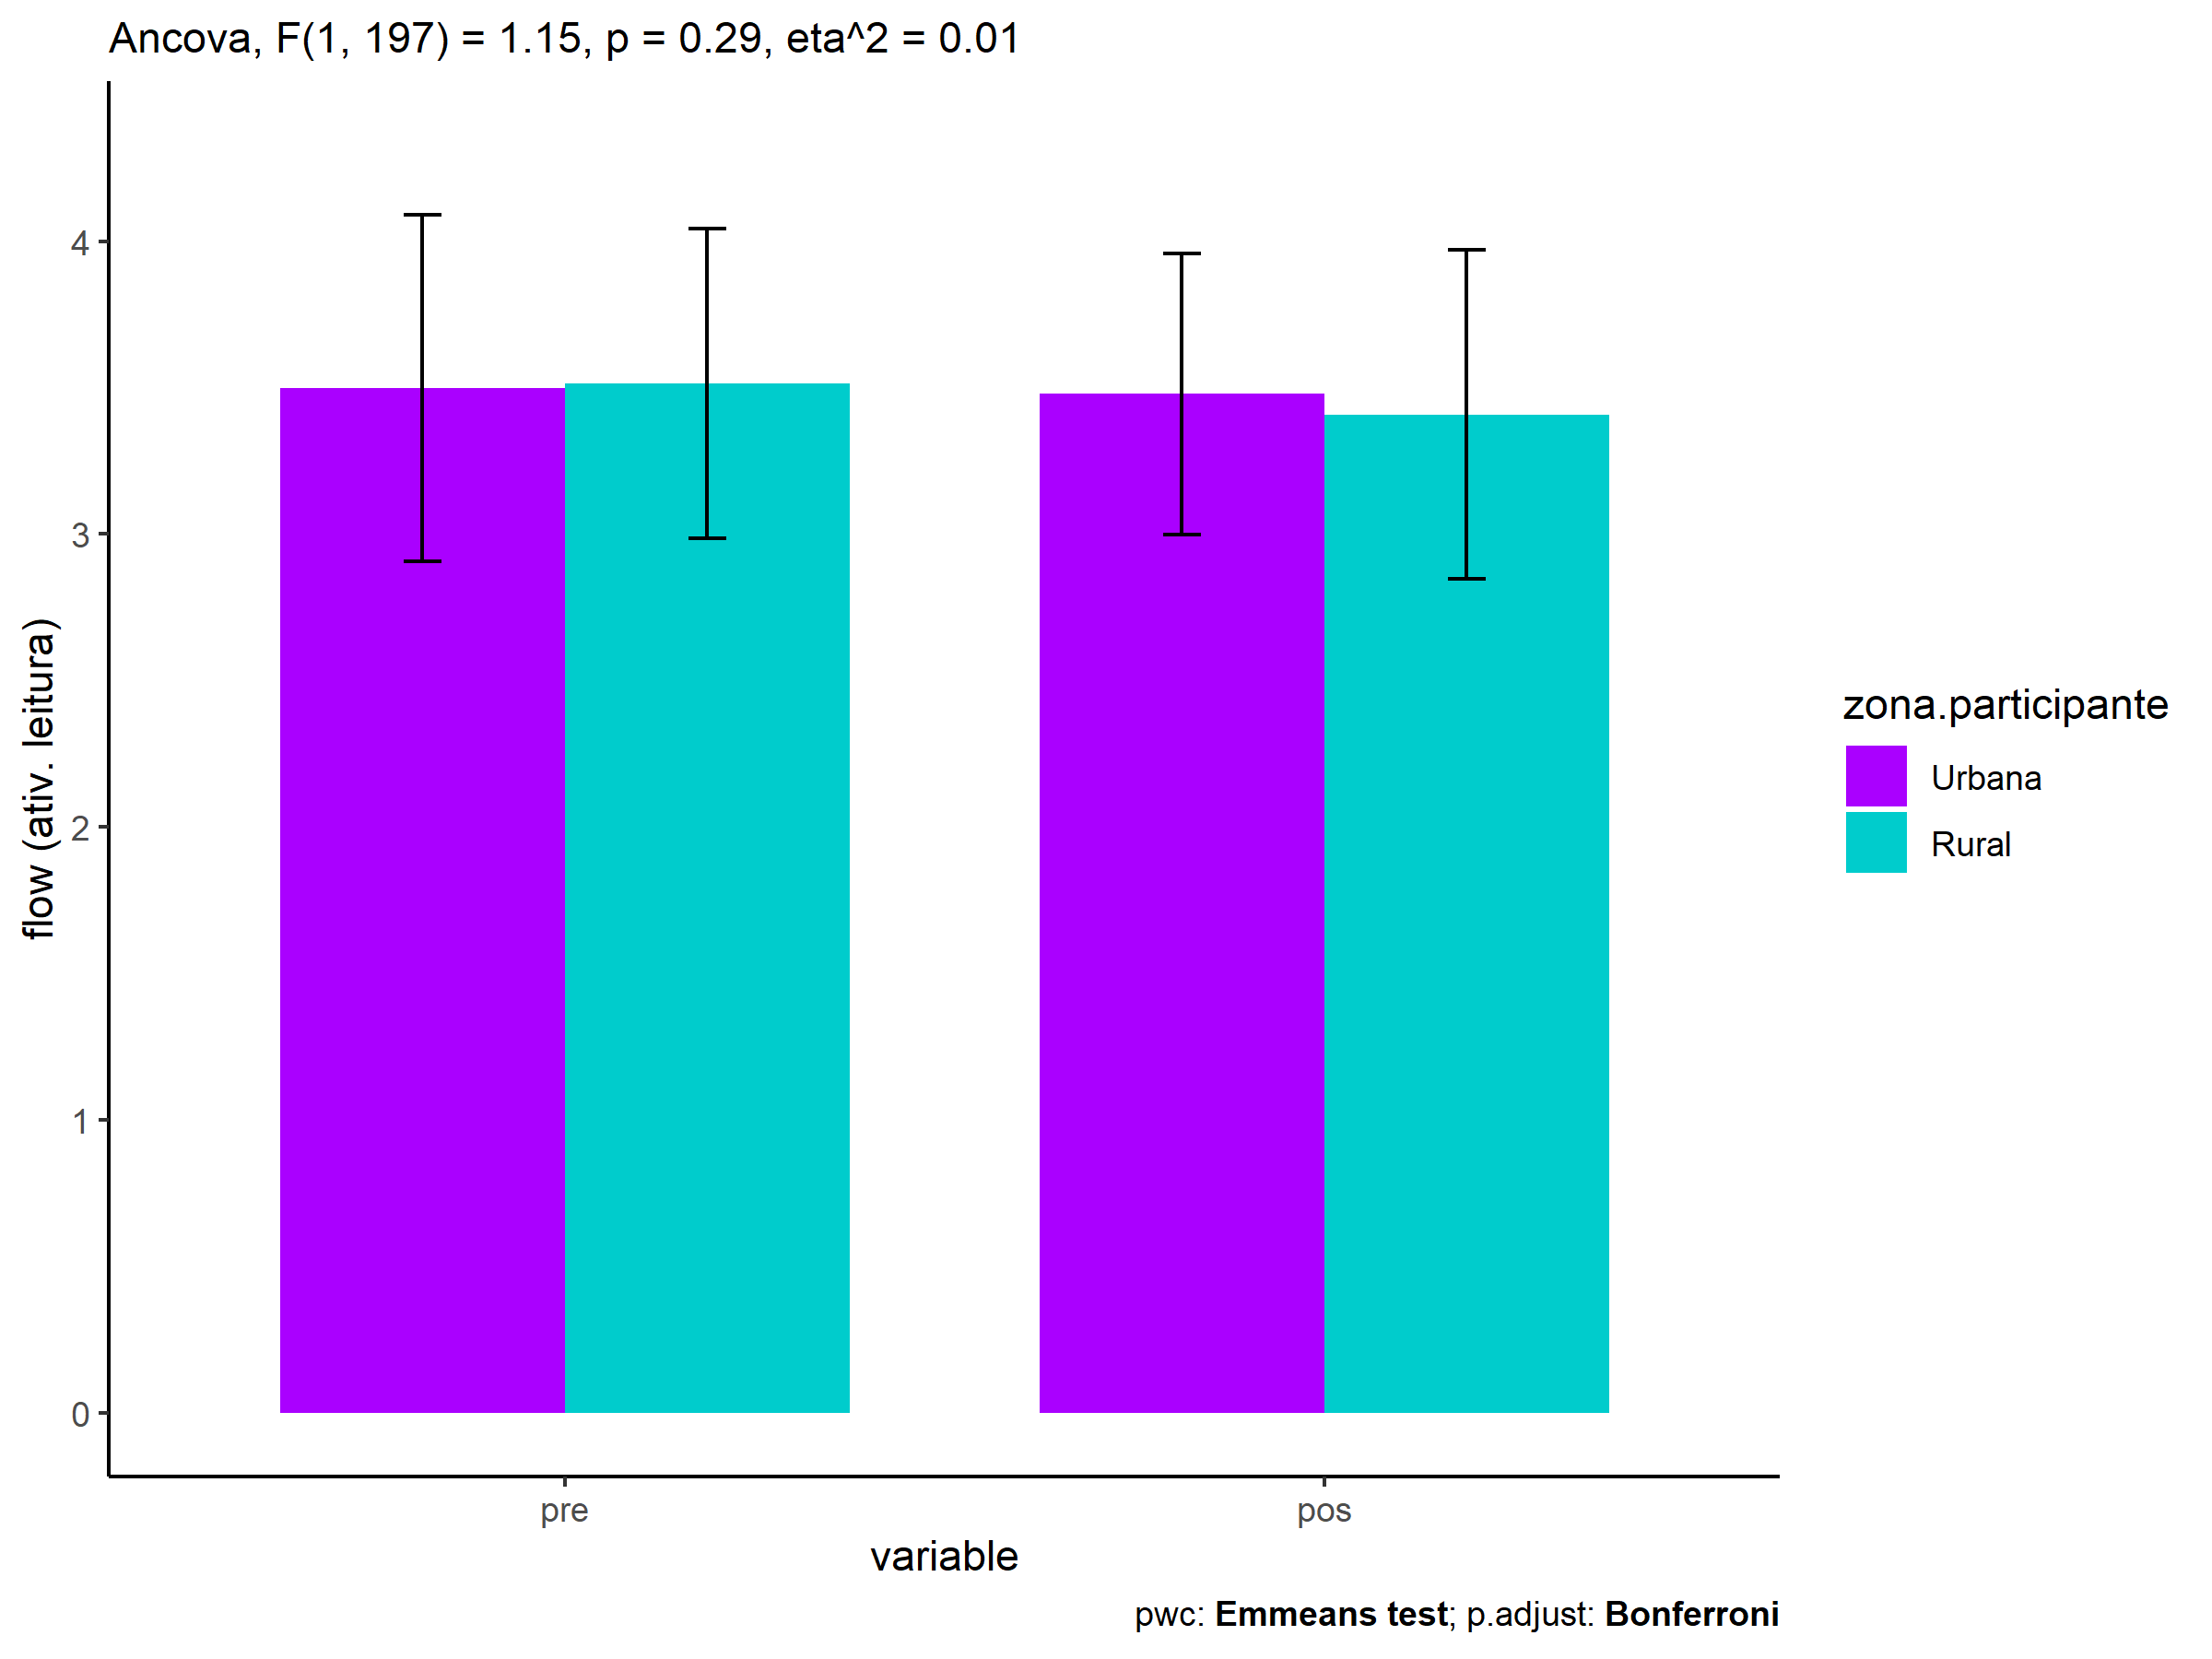 Ancova, F(1, 197) = 1.15, p = 0.29, eta^2 = 0.01
flow (ativ. leitura)
4
3
2
1
0
pre
pos
variable
zona.participante
Urbana
Rural
pwc: Emmeans test; p.adjust: Bonferroni